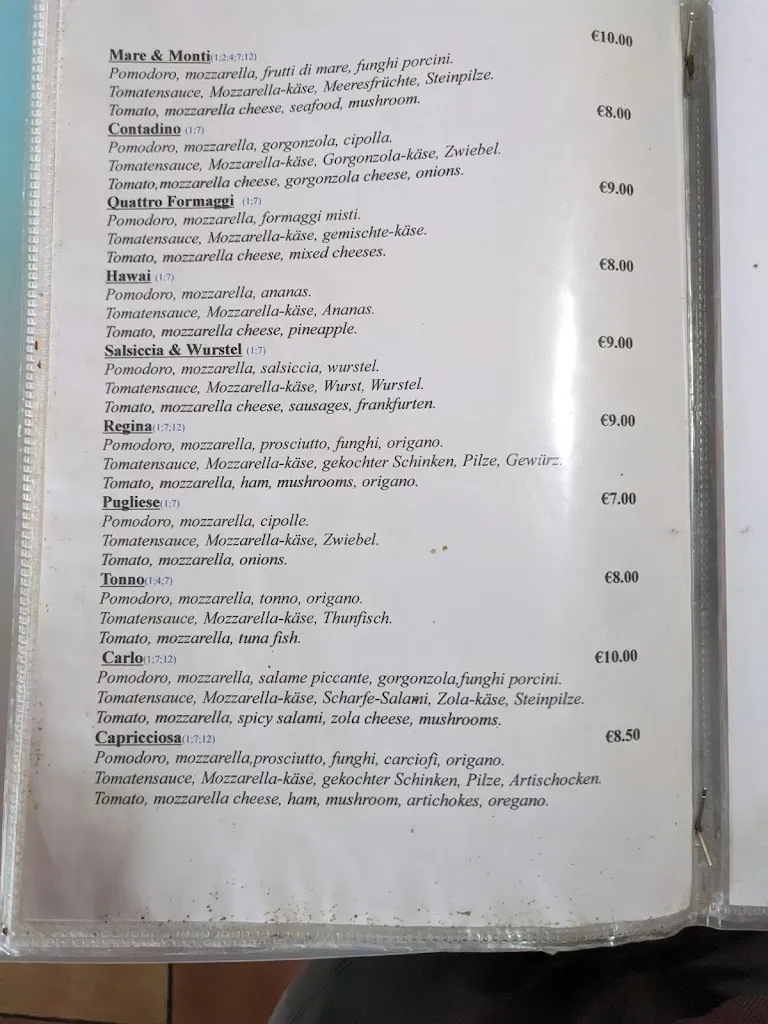 €10.00
Mare & Monti(1;2;4;7;12)
Pomodoro, mozzarella, frutti di mare, funghi porcini.
Tomatensauce, Mozzarella-käse, Meeresfrüchte, Steinpilze.
Tomato, mozzarella cheese, seafood, mushroom.
€8.00
Contadino (1;7)
Pomodoro, mozzarella, gorgonzola, cipolla.
Tomatensauce, Mozzarella-käse, Gorgonzola-käse, Zwiebel.
Tomato,mozzarella cheese, gorgonzola cheese, onions.
€9.00
Quattro Formaggi (1;7)
Pomodoro, mozzarella, formaggi misti.
Tomatensauce, Mozzarella-käse, gemischte-käse.
Tomato, mozzarella cheese, mixed cheeses.
€8.00
Hawai (1;7)
Pomodoro, mozzarella, ananas.
Tomatensauce, Mozzarella-käse, Ananas.
Tomato, mozzarella cheese, pineapple.
€9.00
Salsiccia & Wurstel (1;7)
Pomodoro, mozzarella, salsiccia, wurstel.
Tomatensauce, Mozzarella-käse, Wurst, Wurstel.
Tomato, mozzarella cheese, sausages, frankfurten.
€9.00
Regina(1;7;12)
Pomodoro, mozzarella, prosciutto, funghi, origano.
Tomatensauce, Mozzarella-käse, gekochter Schinken, Pilze, Gewürz.
Tomato, mozzarella, ham, mushrooms, origano.
€7.00
Pugliese(1;7)
Pomodoro, mozzarella, cipolle.
Tomatensauce, Mozzarella-käse, Zwiebel.
Tomato, mozzarella, onions.
€8.00
Tonno(1;4;7)
Pomodoro, mozzarella, tonno, origano.
Tomatensauce, Mozzarella-käse, Thunfisch.
Tomato, mozzarella, tuna fish.
€10.00
Carlo(1;7;12)
Pomodoro, mozzarella, salame piccante, gorgonzola,funghi porcini.
Tomatensauce, Mozzarella-käse, Scharfe-Salami, Zola-käse, Steinpilze.
Tomato, mozzarella, spicy salami, zola cheese, mushrooms.
€8.50
Capricciosa(1;7;12)
Pomodoro, mozzarella,prosciutto, funghi, carciofi, origano.
Tomatensauce, Mozzarella-käse, gekochter Schinken, Pilze, Artischocken.
Tomato, mozzarella cheese, ham, mushroom, artichokes, oregano.